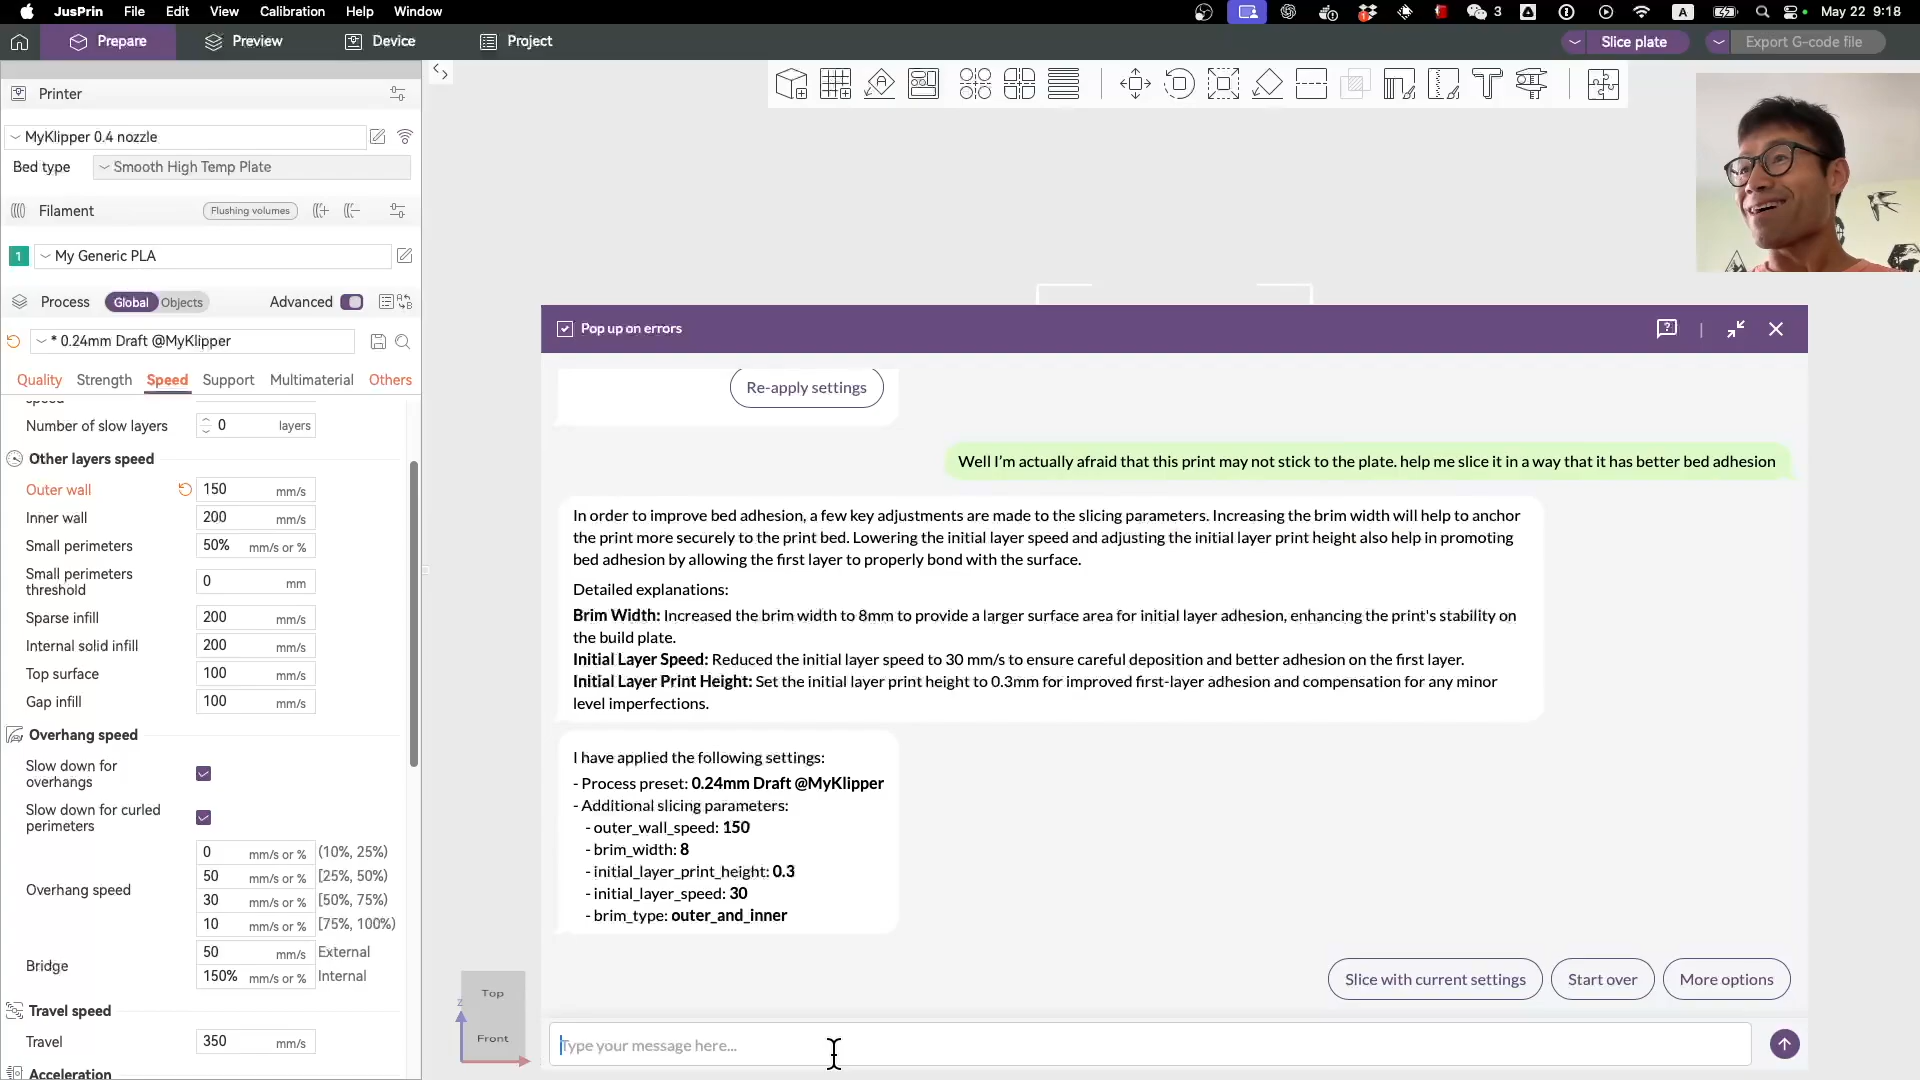 JusPrin File Edit View Calibration Help Window 3 A May 22 9:18
Prepare Preview Device Project Slice plate Export G-code file
Printer
MyKlipper 0.4 nozzle
Bed type Smooth High Temp Plate
Filament Flushing volumes
1 My Generic PLA
Process Global Objects Advanced
* 0.24mm Draft @MyKlipper
Quality Strength Speed Support Multimaterial Others
speed
Number of slow layers 0 layers
Other layers speed
Outer wall 150 mm/s
Inner wall 200 mm/s
Small perimeters 50% mm/s or %
Small perimeters
threshold 0 mm
Sparse infill 200 mm/s
Internal solid infill 200 mm/s
Top surface 100 mm/s
Gap infill 100 mm/s
Overhang speed
Slow down for
overhangs
Slow down for curled
perimeters
0 mm/s or % (10%, 25%)
50 mm/s or % [25%, 50%)
Overhang speed
30 mm/s or % [50%, 75%)
10 mm/s or % [75%, 100%)
50 mm/s External
Bridge
150% mm/s or % Internal
Travel speed
Travel 350 mm/s
Acceleration
Pop up on errors
Re-apply settings
Well I'm actually afraid that this print may not stick to the plate. help me slice it in a way that it has better bed adhesion
In order to improve bed adhesion, a few key adjustments are made to the slicing parameters. Increasing the brim width will help to anchor
the print more securely to the print bed. Lowering the initial layer speed and adjusting the initial layer print height also help in promoting
bed adhesion by allowing the first layer to properly bond with the surface.
Detailed explanations:
Brim Width: Increased the brim width to 8mm to provide a larger surface area for initial layer adhesion, enhancing the print's stability on
the build plate.
Initial Layer Speed: Reduced the initial layer speed to 30 mm/s to ensure careful deposition and better adhesion on the first layer.
Initial Layer Print Height: Set the initial layer print height to 0.3mm for improved first-layer adhesion and compensation for any minor
level imperfections.
I have applied the following settings:
- Process preset: 0.24mm Draft @MyKlipper
- Additional slicing parameters:
- outer_wall_speed: 150
- brim_width: 8
- initial_layer_print_height: 0.3
- initial_layer_speed: 30
- brim_type: outer_and_inner
Slice with current settings Start over More options
Type your message here...
Top
Z
Front